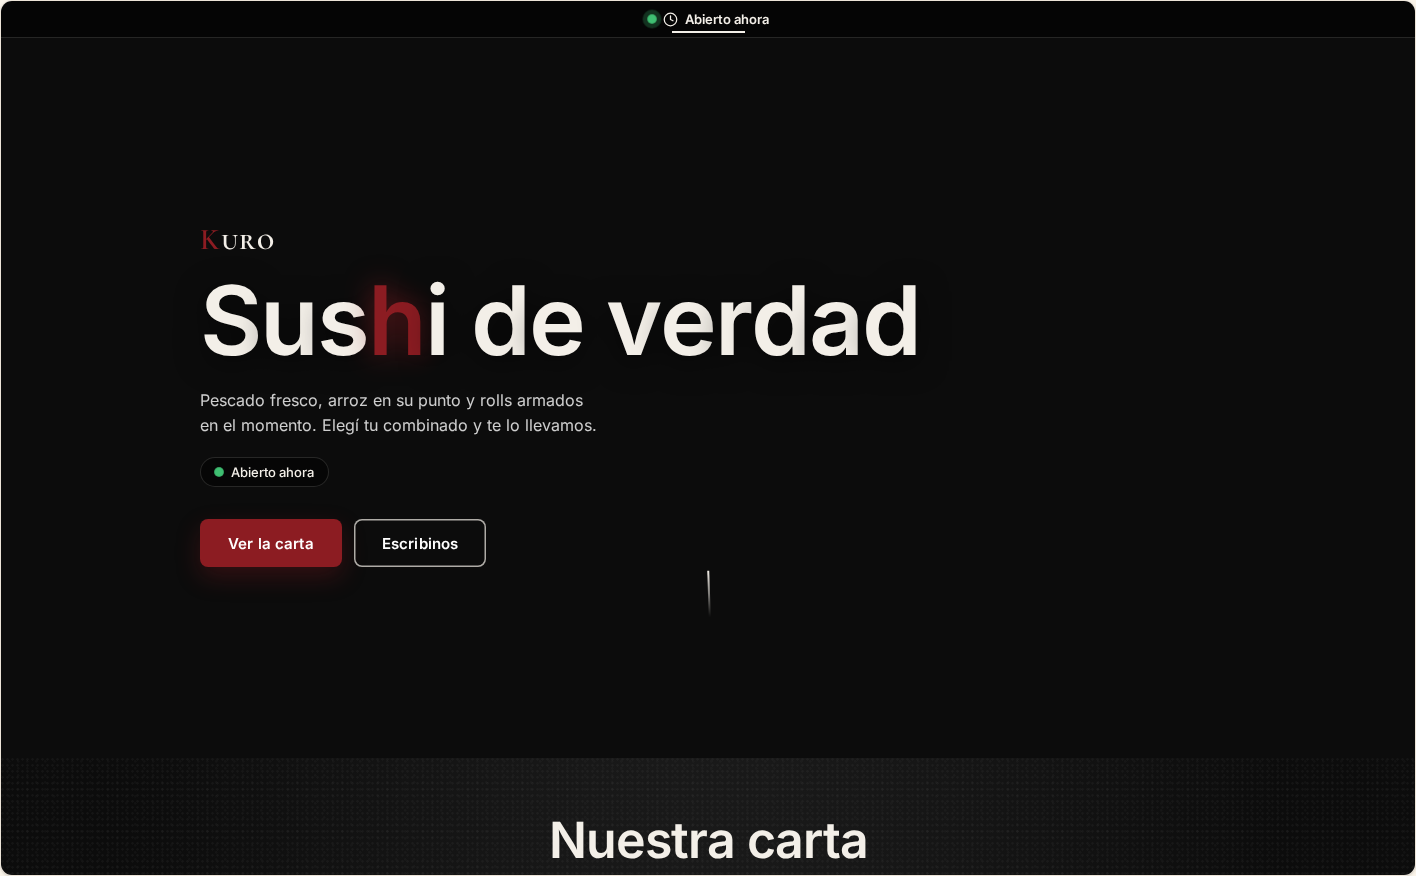 Abierto ahora
KURO
Sushi de verdad
Pescado fresco, arroz en su punto y rolls armados
en el momento. Elegí tu combinado y te lo llevamos.
Abierto ahora
Ver la carta
Escribinos
Nuestra carta